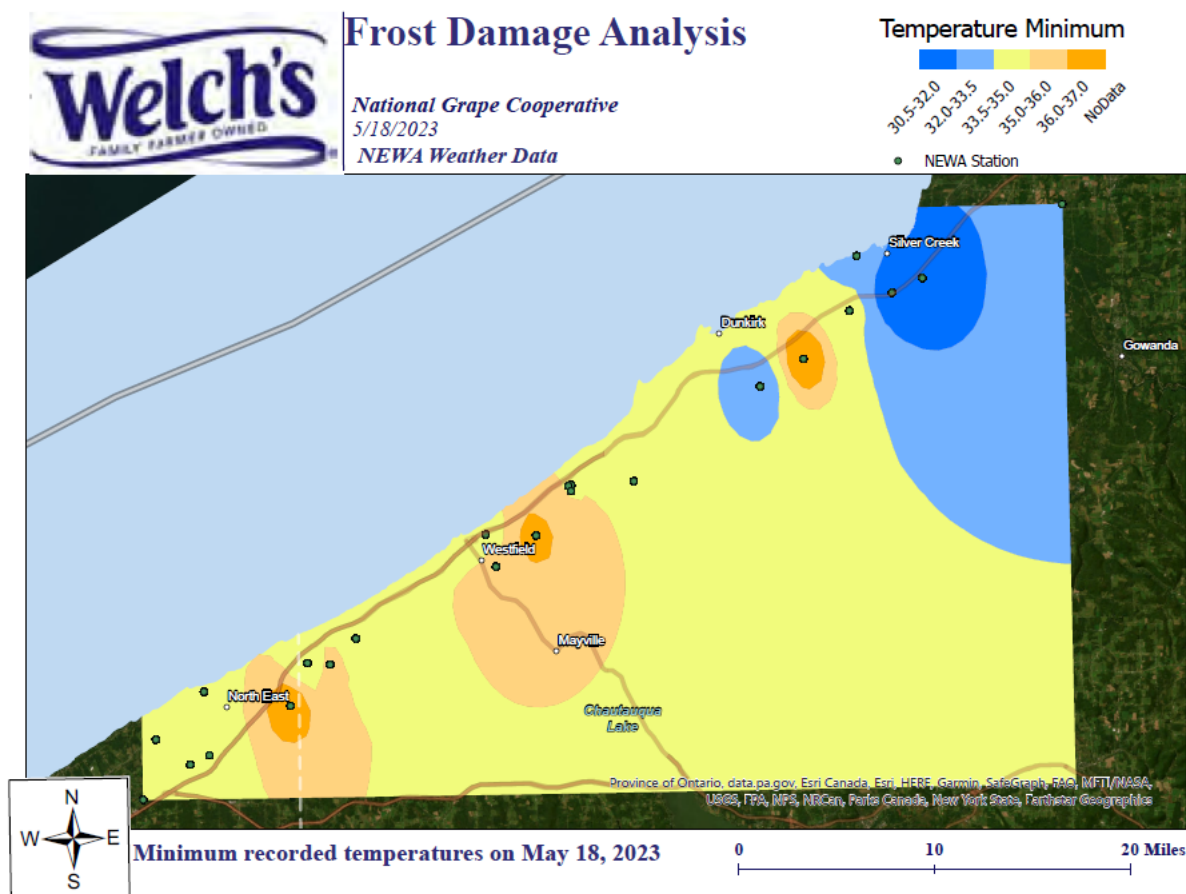 Welch's
FAMILY FARMER OWNED
®
Frost Damage Analysis
National Grape Cooperative
5/18/2023
NEWA Weather Data
Temperature Minimum
30.5-32.0
32.0-33.5
33.5-35.0
35.0-36.0
36.0-37.0
NoData
NEWA Station
Silver Creek
Dunkirk
Gowanda
Westfield
Mayville
North East
Chautauqua
Lake
Province of Ontario, data.pa.gov, Esri Canada, Esri, HERE, Garmin, SafeGraph, FAO, METI/NASA,
USGS, EPA, NPS, NRCan, Parks Canada, New York State, Earthstar Geographics
N
W E
S
Minimum recorded temperatures on May 18, 2023
0 10 20 Miles